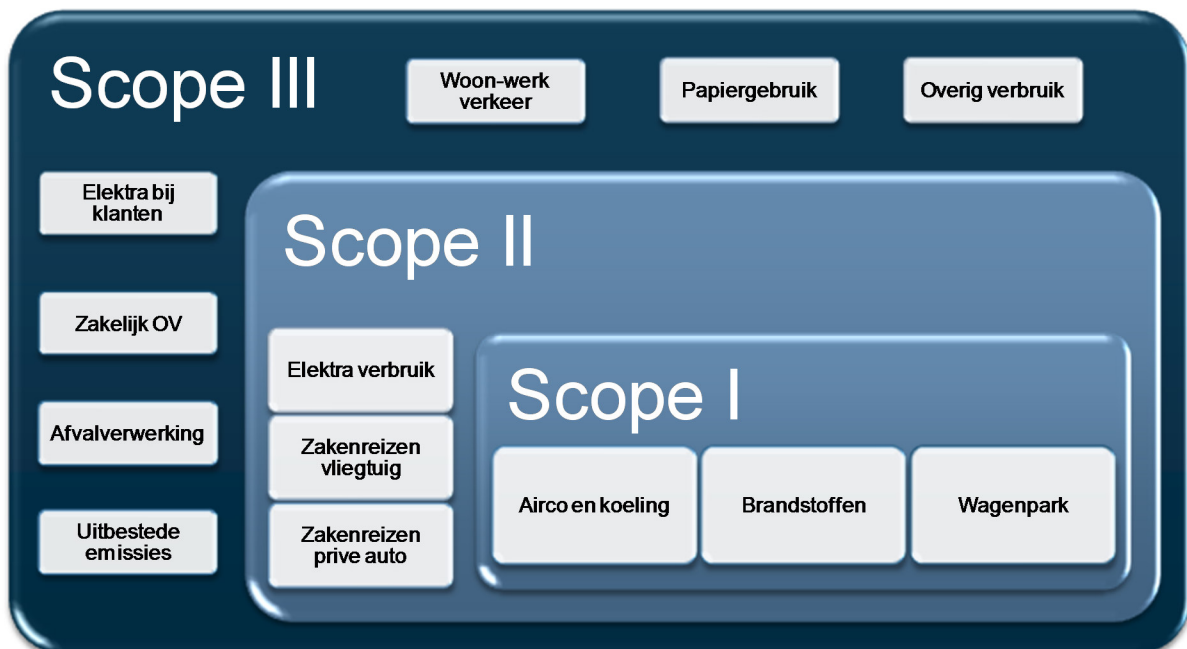 Scope III
Woon-werk
verkeer
Papiergebruik
Overig verbruik
Elektra bij
klanten
Zakelijk OV
Afvalverwerking
Uitbestede
emissies
Scope II
Elektra verbruik
Zakenreizen
vliegtuig
Zakenreizen
prive auto
Scope I
Airco en koeling
Brandstoffen
Wagenpark